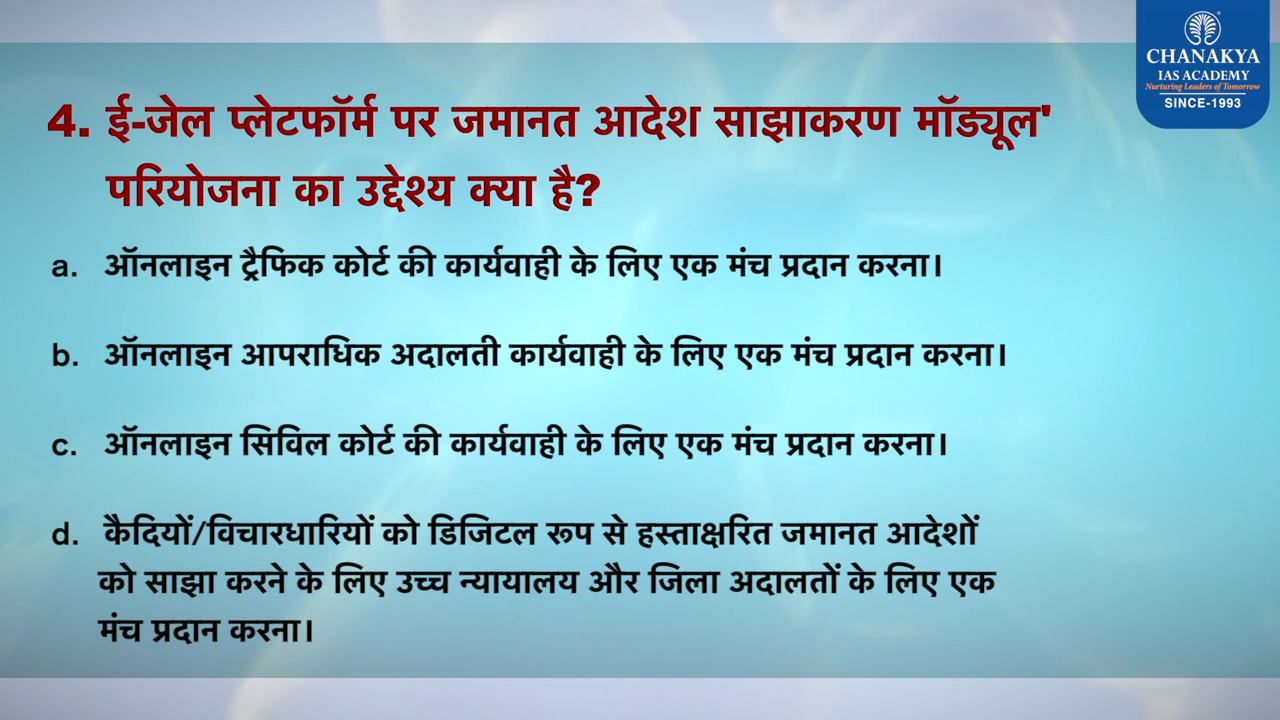 CHANAKYA
IAS ACADEMY
Nurturing Leaders of Tomorrow
SINCE-1993
4. ई-जेल प्लेटफॉर्म पर जमानत आदेश साझाकरण मॉड्यूल'
परियोजना का उद्देश्य क्या है?
a. ऑनलाइन ट्रैफिक कोर्ट की कार्यवाही के लिए एक मंच प्रदान करना।
b. ऑनलाइन आपराधिक अदालती कार्यवाही के लिए एक मंच प्रदान करना।
c. ऑनलाइन सिविल कोर्ट की कार्यवाही के लिए एक मंच प्रदान करना।
d. कैदियों/विचारधारियों को डिजिटल रूप से हस्ताक्षरित जमानत आदेशों
को साझा करने के लिए उच्च न्यायालय और जिला अदालतों के लिए एक
मंच प्रदान करना।